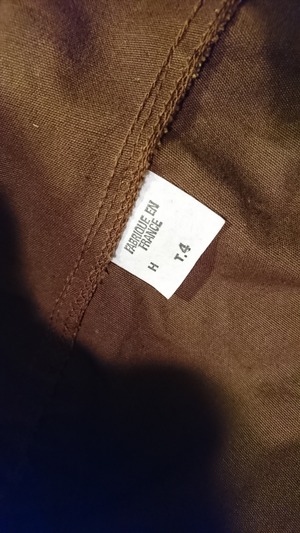 FABRIQUE EN
FRANCE
H
T.4